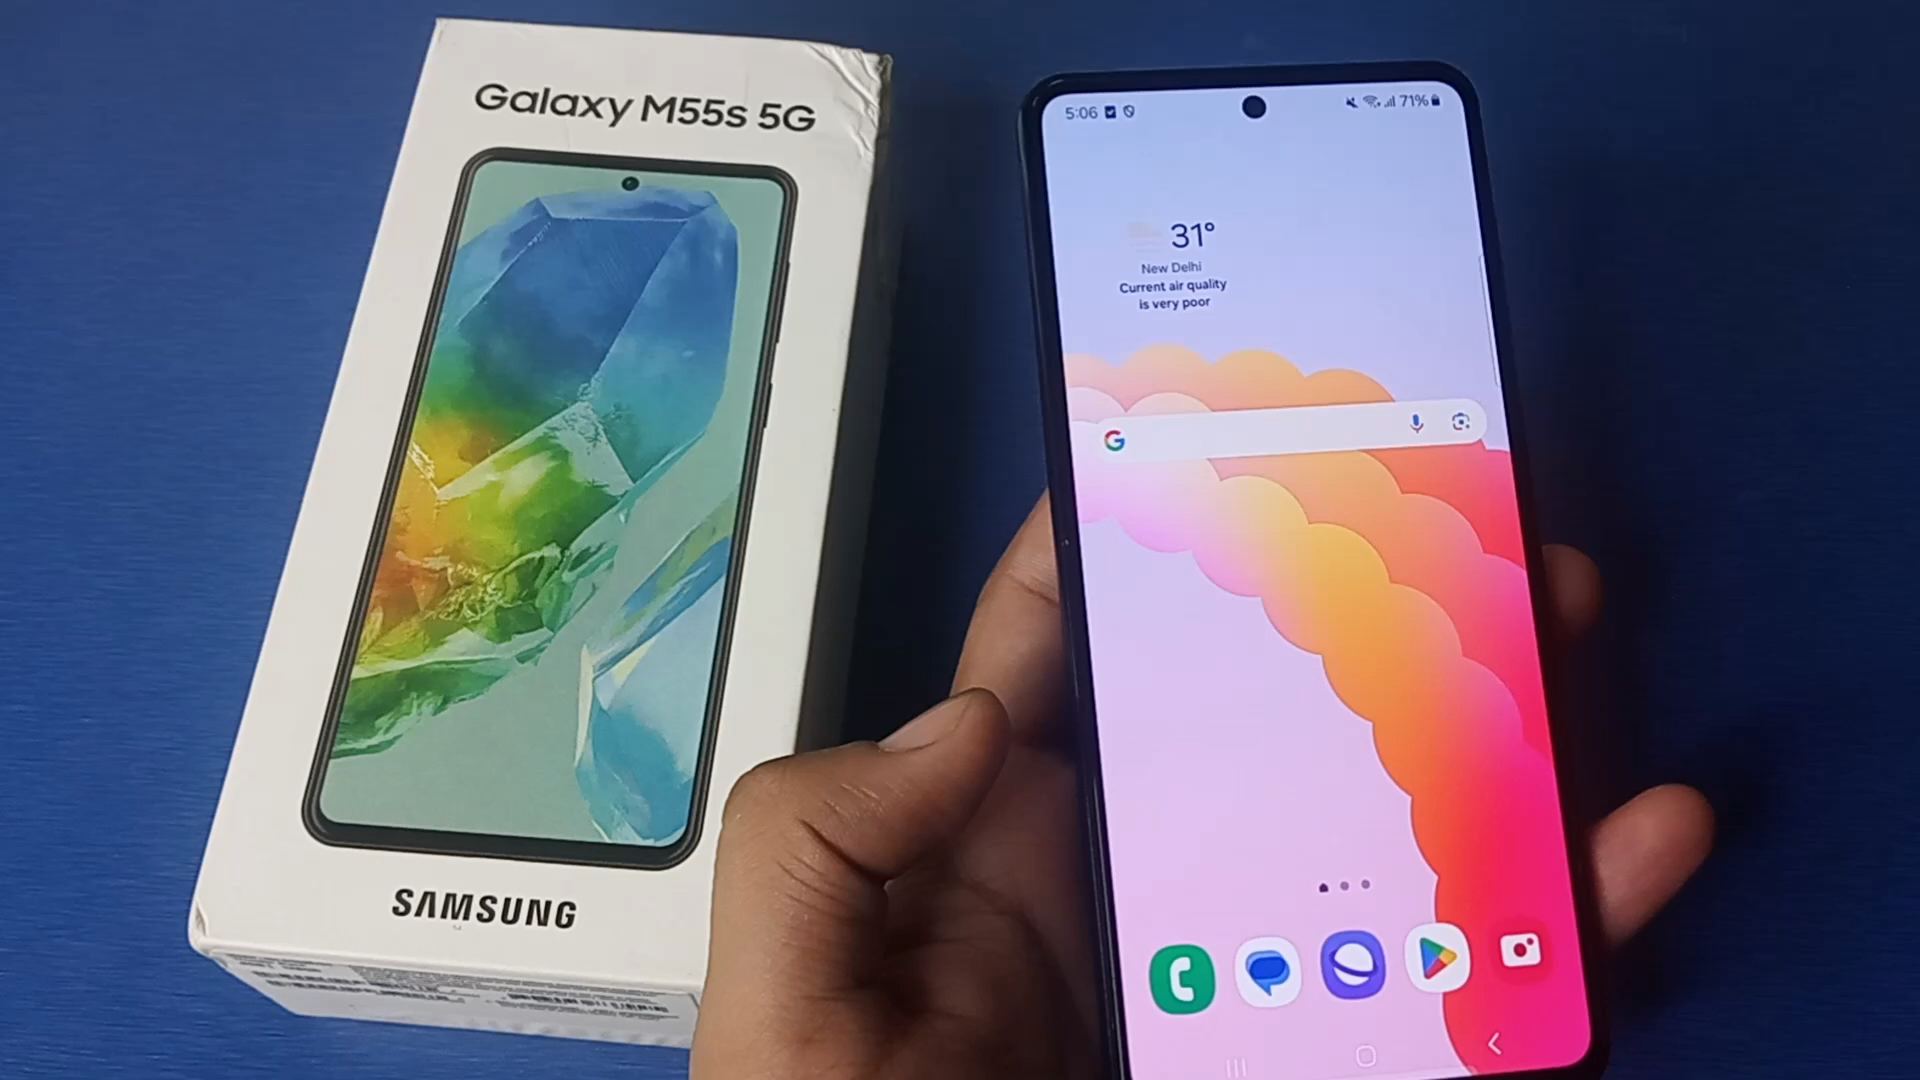 Galaxy M55s 5G
SAMSUNG
5:06
71%
31°
New Delhi
Current air quality
is very poor